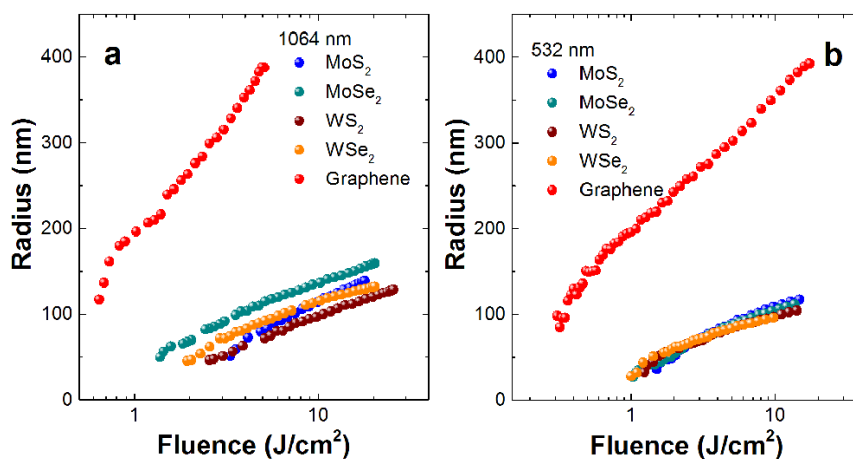 a
1064 nm
MoS₂
MoSe₂
WS₂
WSe₂
Graphene
400
300
200
100
0
1
10
Radius (nm)
Fluence (J/cm²)
b
532 nm
MoS₂
MoSe₂
WS₂
WSe₂
Graphene
400
300
200
100
0
1
10
Radius (nm)
Fluence (J/cm²)